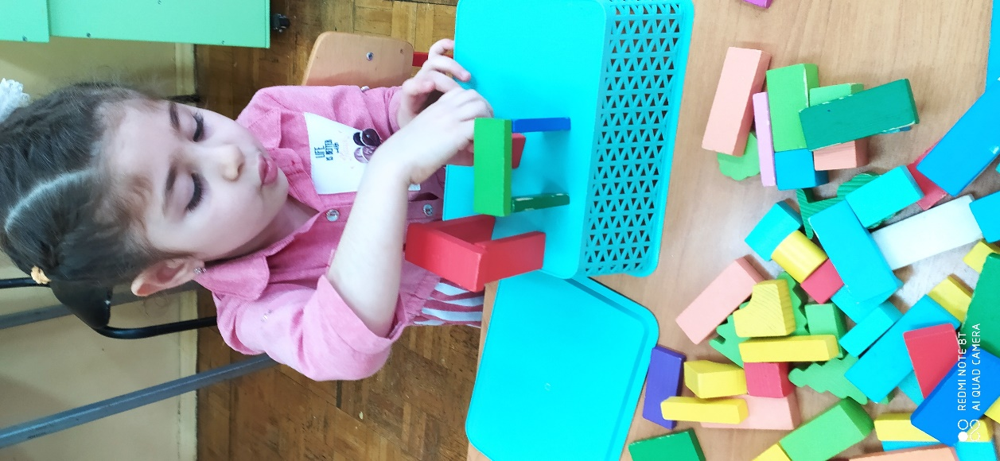 LIFE
IS BETTER
REDMI NOTE 8T
AI QUAD CAMERA